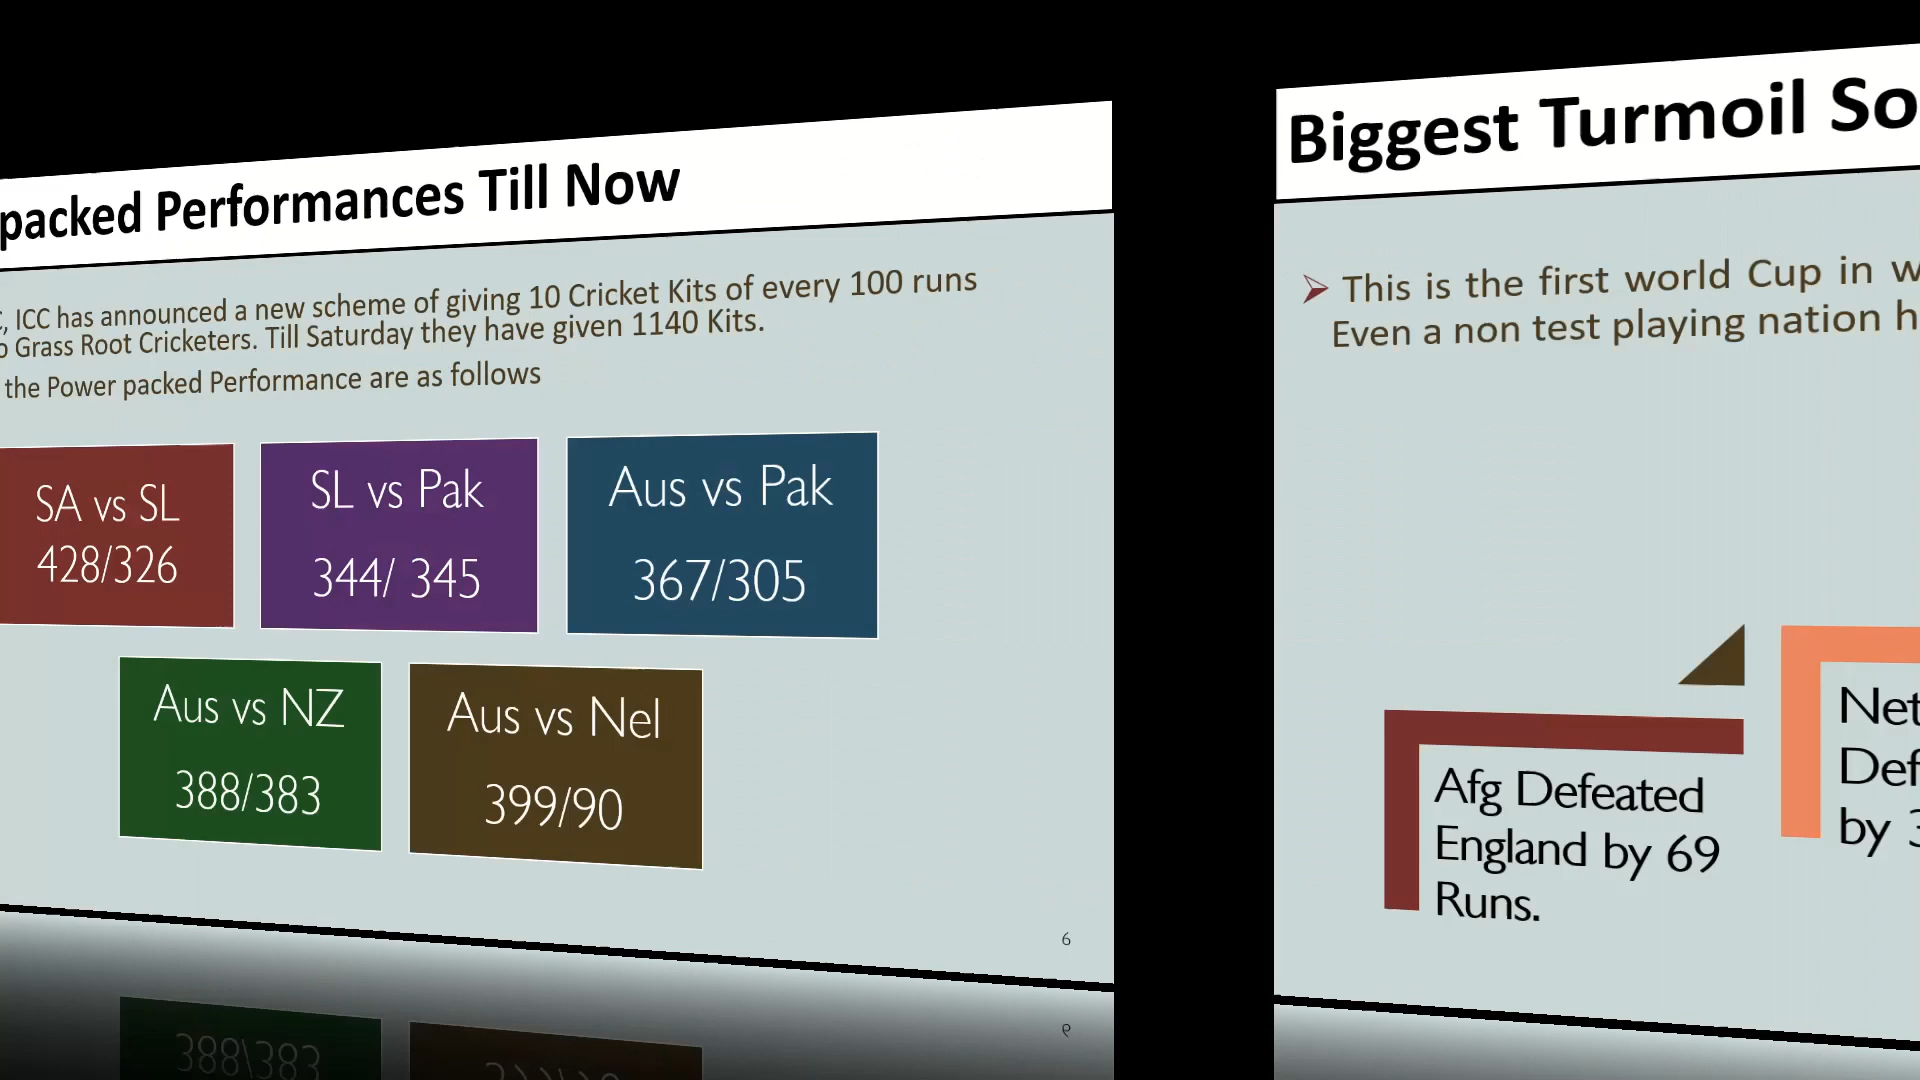 packed Performances Till Now
, ICC has announced a new scheme of giving 10 Cricket Kits of every 100 runs
Grass Root Cricketers. Till Saturday they have given 1140 Kits.
the Power packed Performance are as follows
SA vs SL
428/326
SL vs Pak
344/ 345
Aus vs Pak
367/305
Aus vs NZ
388/383
Aus vs Nel
399/90
6
Biggest Turmoil So
This is the first world Cup in w
Even a non test playing nation h
Afg Defeated
England by 69
Runs.
Net
Def
by 3